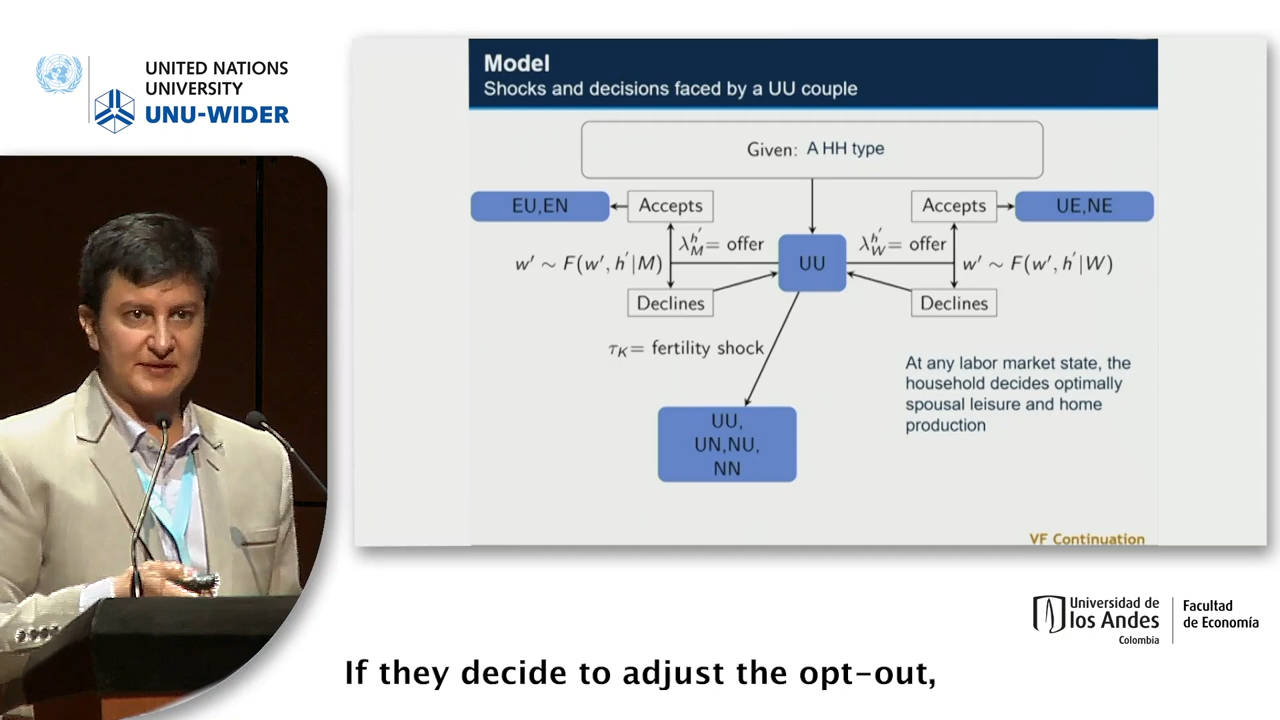 UNITED NATIONS
UNIVERSITY
UNU-WIDER
Model
Shocks and decisions faced by a UU couple
Given: A HH type
EU,EN
Accepts
Accepts
UE,NE
λ_M^{h'}= offer
λ_W^{h'}= offer
w' ∼ F(w', h'|M)
UU
w' ∼ F(w', h'|W)
Declines
Declines
τ_K= fertility shock
At any labor market state, the
household decides optimally
spousal leisure and home
production
UU,
UN,NU,
NN
VF Continuation
Universidad de
los Andes
Colombia
Facultad
de Economía
If they decide to adjust the opt-out,